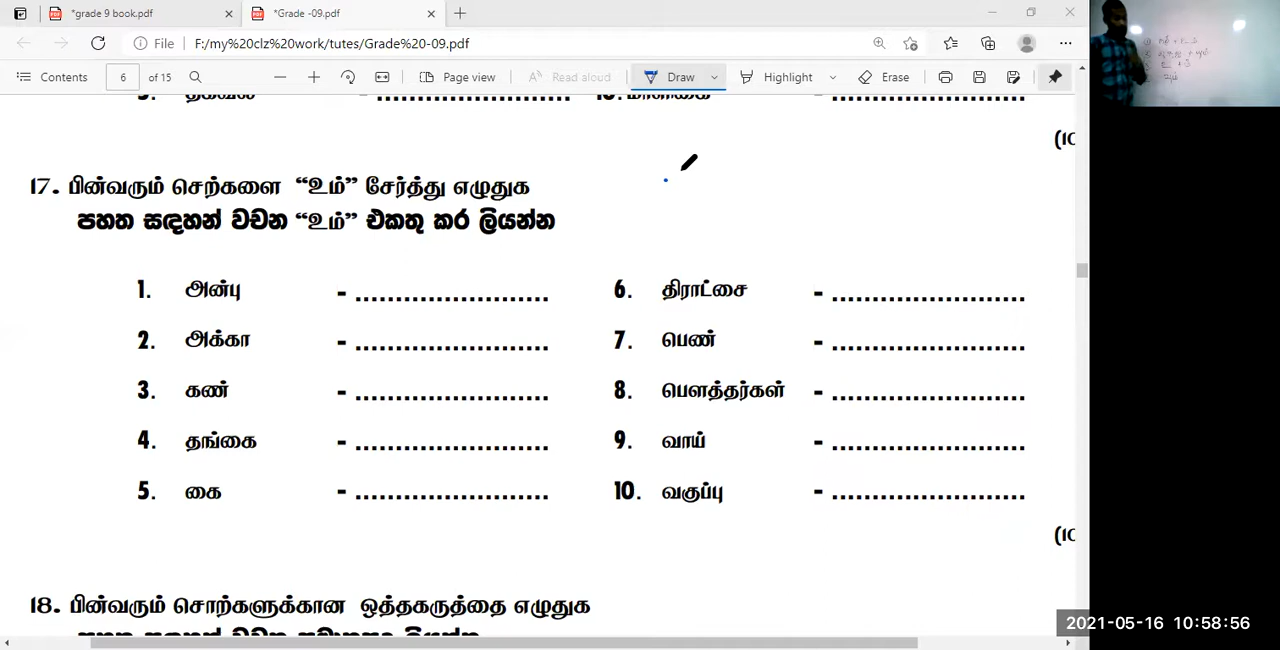 *grade 9 book.pdf
*Grade -09.pdf
File F:/my%20clz%20work/tutes/Grade%20-09.pdf
Contents 6 of 15 Page view Read aloud Draw Highlight Erase
17. பின்வரும் செற்களை “உம்” சேர்த்து எழுதுக
පහත සඳහන් වචන “உம்” එකතු කර ලියන්න
1. அன்பு - .......................
6. திராட்சை - .......................
2. அக்கா - .......................
7. பெண் - .......................
3. கண் - .......................
8. பௌத்தர்கள் - .......................
4. தங்கை - .......................
9. வாய் - .......................
5. கை - .......................
10. வகுப்பு - .......................
18. பின்வரும் சொற்களுக்கான ஒத்தகருத்தை எழுதுக
2021-05-16 10:58:56